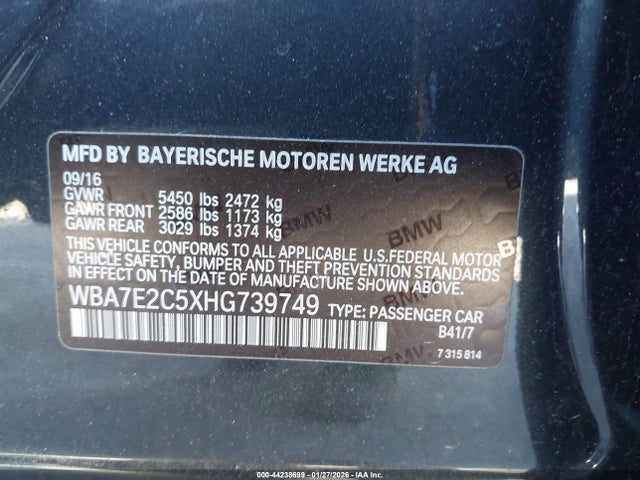 MFD BY BAYERISCHE MOTOREN WERKE AG
09/16
GVWR 5450 lbs 2472 kg
GAWR FRONT 2586 lbs 1173 kg
GAWR REAR 3029 lbs 1374 kg
THIS VEHICLE CONFORMS TO ALL APPLICABLE U.S.FEDERAL MOTOR
VEHICLE SAFETY, BUMPER AND THEFT PREVENTION STANDARDS
IN EFFECT ON THE DATE OF MANUFACTURE SHOWN ABOVE.
WBA7E2C5XHG739749 TYPE: PASSENGER CAR
B41/7
7 315 814
BMW
BMW
BMW
000-44238699 - 01/27/2026 - IAA Inc.